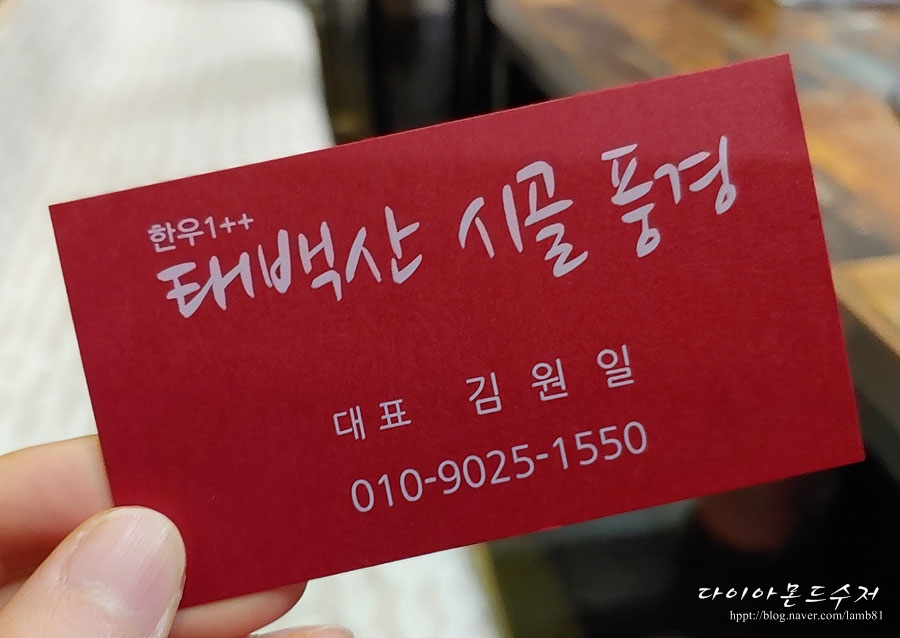 한우1++
태백산 시골 풍경
대표 김원일
010-9025-1550
다이아몬드수저
hppt://blog.naver.com/lamb81